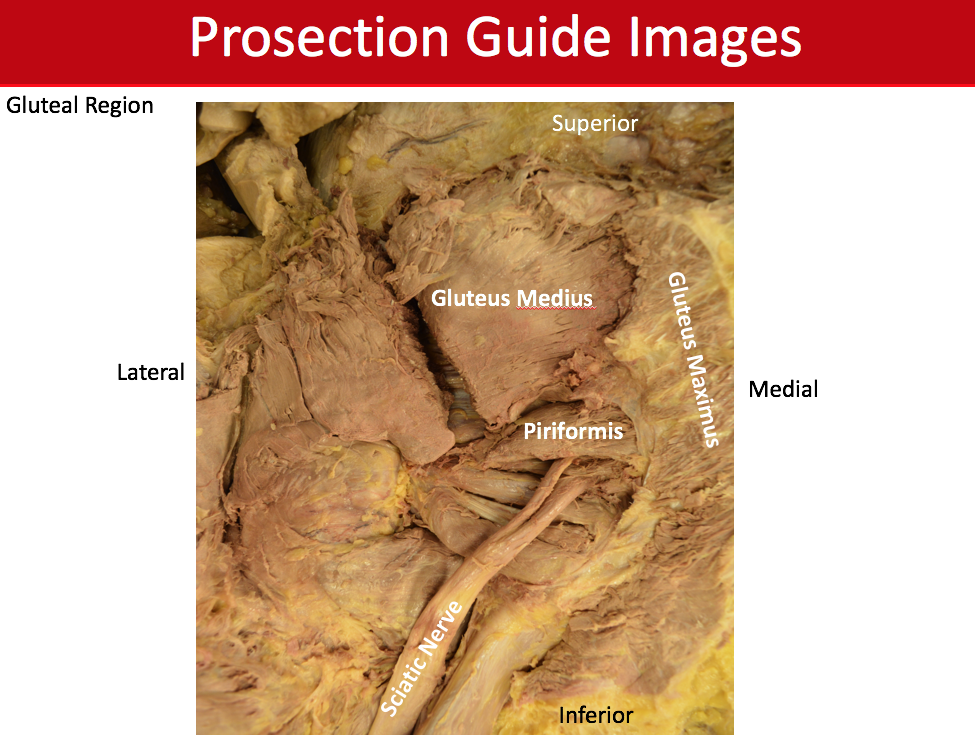 Prosection Guide Images
Gluteal Region
Superior
Gluteus Medius
Gluteus Maximus
Lateral
Medial
Piriformis
Sciatic Nerve
Inferior